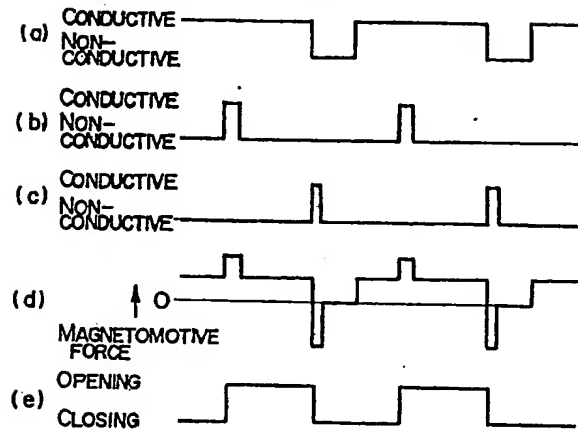 CONDUCTIVE
(a) NON-
CONDUCTIVE
CONDUCTIVE
(b) NON-
CONDUCTIVE
CONDUCTIVE
(c) NON-
CONDUCTIVE
(d) O
MAGNETOMOTIVE
FORCE
OPENING
(e)
CLOSING